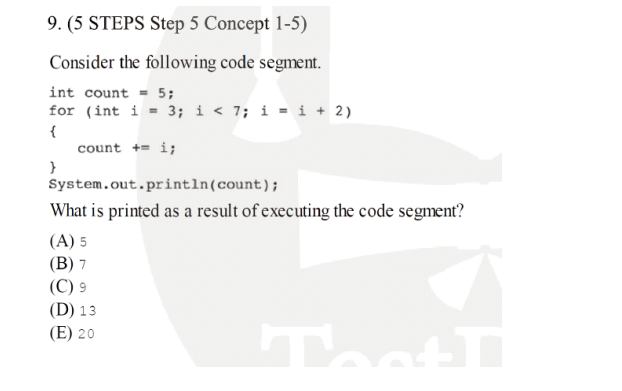 9. (5 STEPS Step 5 Concept 1-5)
Consider the following code segment.
int count = 5;
for (int i = 3; i < 7; i = i + 2)
{
count += i;
}
System.out.println(count);
What is printed as a result of executing the code segment?
(A) 5
(B) 7
(C) 9
(D) 13
(E) 20